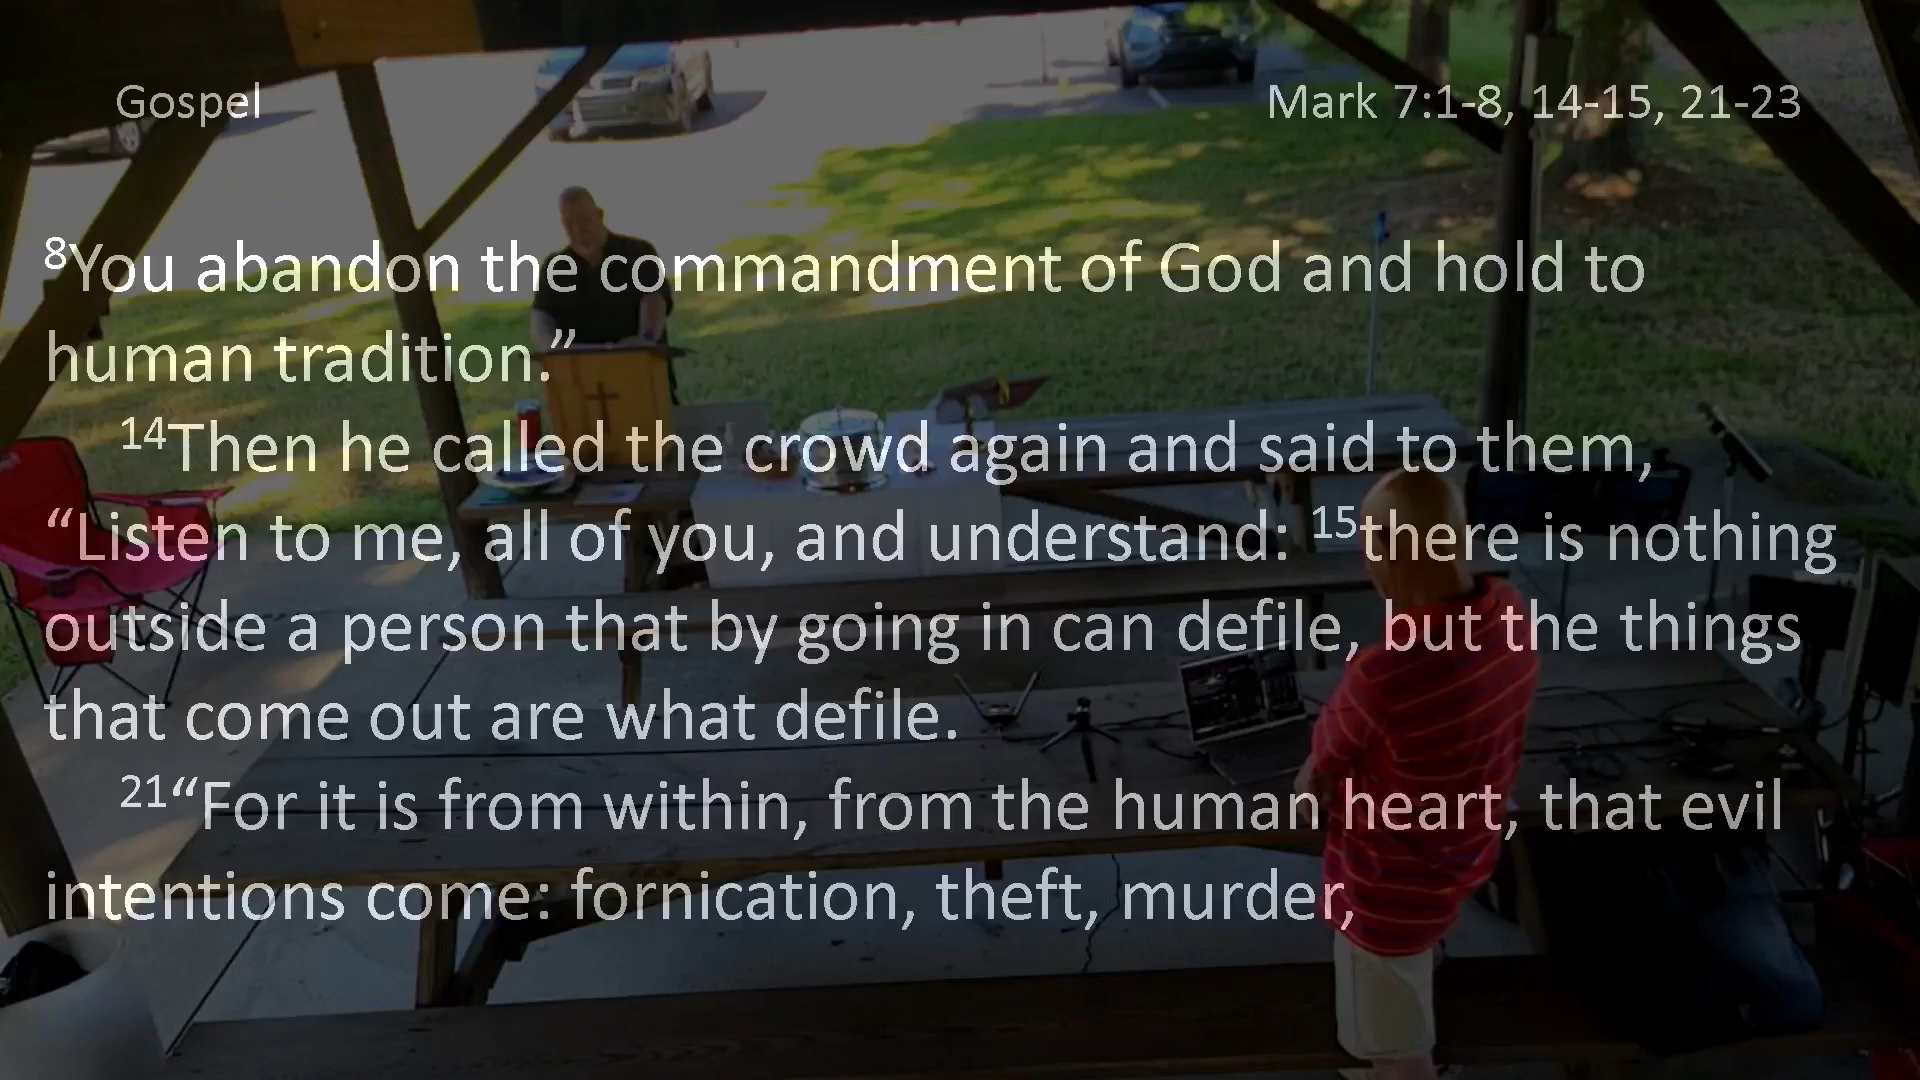 Gospel
Mark 7:1-8, 14-15, 21-23
8You abandon the commandment of God and hold to
human tradition.”
14Then he called the crowd again and said to them,
“Listen to me, all of you, and understand: 15there is nothing
outside a person that by going in can defile, but the things
that come out are what defile.
21“For it is from within, from the human heart, that evil
intentions come: fornication, theft, murder,